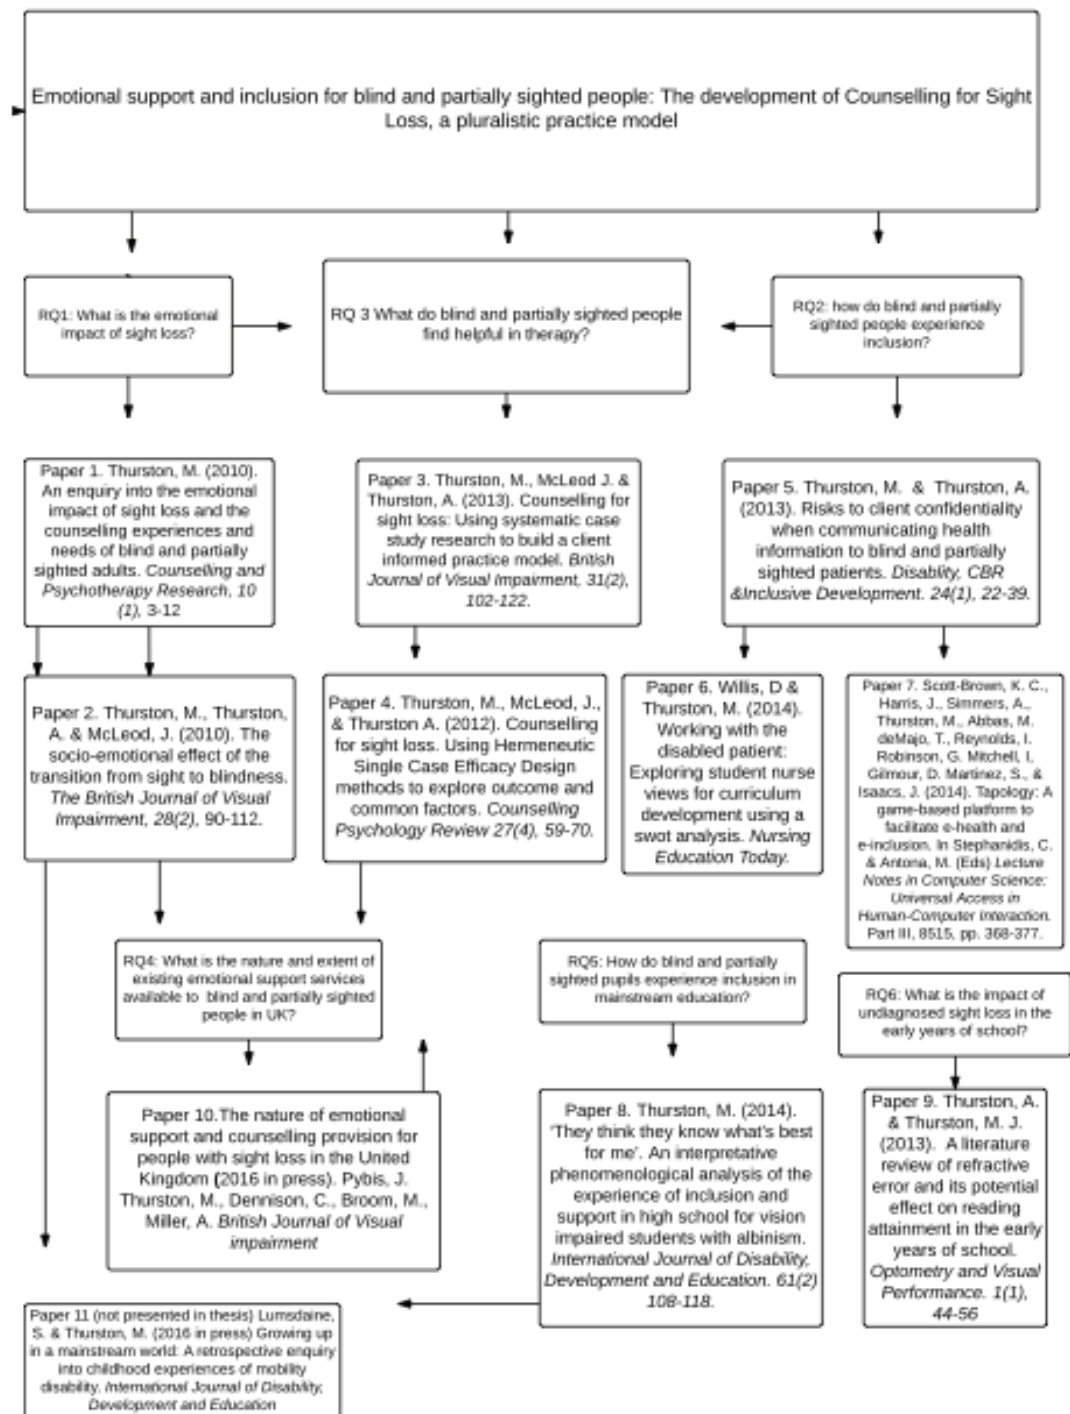 Emotional support and inclusion for blind and partially sighted people: The development of Counselling for Sight
Loss, a pluralistic practice model
RQ1: What is the emotional
impact of sight loss?
RQ 3 What do blind and partially sighted people
find helpful in therapy?
RQ2: how do blind and partially
sighted people experience
inclusion?
Paper 1. Thurston, M. (2010).
An enquiry into the emotional
impact of sight loss and the
counselling experiences and
needs of blind and partially
sighted adults. Counselling and
Psychotherapy Research, 10
(1), 3-12
Paper 3. Thurston, M., McLeod J. &
Thurston, A. (2013). Counselling for
sight loss: Using systematic case
study research to build a client
informed practice model. British
Journal of Visual Impairment, 31(2),
102-122.
Paper 5. Thurston, M. & Thurston, A.
(2013). Risks to client confidentiality
when communicating health
information to blind and partially
sighted patients. Disablity, CBR
&Inclusive Development. 24(1), 22-39.
Paper 2. Thurston, M., Thurston,
A. & McLeod, J. (2010). The
socio-emotional effect of the
transition from sight to blindness.
The British Journal of Visual
Impairment, 28(2), 90-112.
Paper 4. Thurston, M., McLeod, J.,
& Thurston A. (2012). Counselling
for sight loss. Using Hermeneutic
Single Case Efficacy Design
methods to explore outcome and
common factors. Counselling
Psychology Review 27(4), 59-70.
Paper 6. Willis, D &
Thurston, M. (2014).
Working with the
disabled patient:
Exploring student nurse
views for curriculum
development using a
swot analysis. Nursing
Education Today.
Paper 7. Scott-Brown, K. C.,
Harris, J., Simmers, A.,
Thurston, M., Abbas, M.
deMajo, T., Reynolds, I.
Robinson, G. Mitchell, I.
Gilmour, D. Martinez, S., &
Isaacs, J. (2014). Tapology: A
game-based platform to
facilitate e-health and
e-inclusion. In Stephanidis, C.
& Antona, M. (Eds) Lecture
Notes in Computer Science:
Universal Access in
Human-Computer Interaction.
Part III, 8515, pp. 368-377.
RQ4: What is the nature and extent of
existing emotional support services
available to blind and partially sighted
people in UK?
RQ5: How do blind and partially
sighted pupils experience inclusion in
mainstream education?
RQ6: What is the impact of
undiagnosed sight loss in the
early years of school?
Paper 10.The nature of emotional
support and counselling provision for
people with sight loss in the United
Kingdom (2016 in press). Pybis, J.
Thurston, M., Dennison, C., Broom, M.,
Miller, A. British Journal of Visual
impairment
Paper 8. Thurston, M. (2014).
'They think they know what's best
for me'. An interpretative
phenomenological analysis of the
experience of inclusion and
support in high school for vision
impaired students with albinism.
International Journal of Disability,
Development and Education. 61(2)
108-118.
Paper 9. Thurston, A.
& Thurston, M. J.
(2013). A literature
review of refractive
error and its potential
effect on reading
attainment in the early
years of school.
Optometry and Visual
Performance. 1(1),
44-56
Paper 11 (not presented in thesis) Lumsdaine,
S. & Thurston, M. (2016 in press) Growing up
in a mainstream world: A retrospective enquiry
into childhood experiences of mobility
disability. International Journal of Disability,
Development and Education